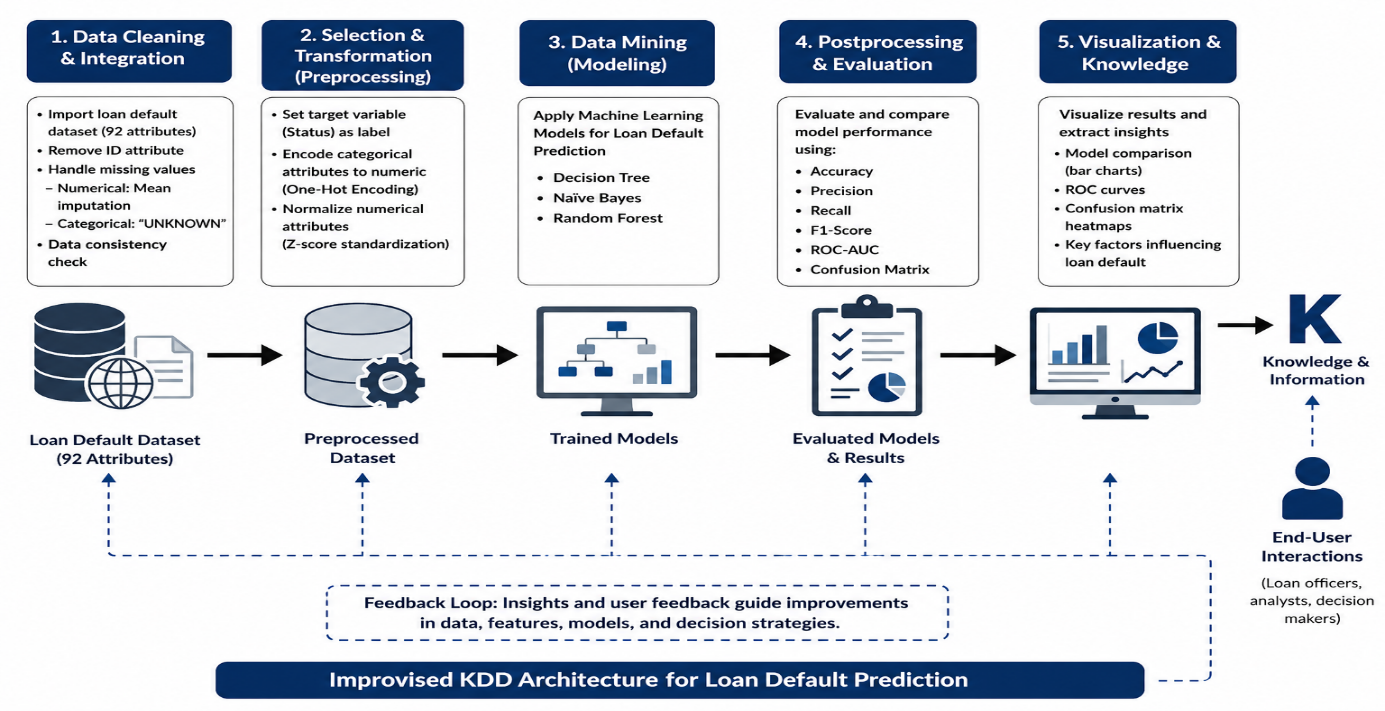 1. Data Cleaning
& Integration
• Import loan default
dataset (92 attributes)
• Remove ID attribute
• Handle missing values
– Numerical: Mean
imputation
– Categorical: “UNKNOWN”
• Data consistency
check
Loan Default Dataset
(92 Attributes)
2. Selection &
Transformation
(Preprocessing)
• Set target variable
(Status) as label
• Encode categorical
attributes to numeric
(One-Hot Encoding)
• Normalize numerical
attributes
(Z-score standardization)
Preprocessed
Dataset
3. Data Mining
(Modeling)
Apply Machine Learning
Models for Loan Default
Prediction
• Decision Tree
• Naïve Bayes
• Random Forest
Trained Models
4. Postprocessing
& Evaluation
Evaluate and compare
model performance
using:
• Accuracy
• Precision
• Recall
• F1-Score
• ROC-AUC
• Confusion Matrix
Evaluated Models
& Results
5. Visualization &
Knowledge
Visualize results and
extract insights
• Model comparison
(bar charts)
• ROC curves
• Confusion matrix
heatmaps
• Key factors influencing
loan default
K
Knowledge &
Information
End-User
Interactions
(Loan officers,
analysts, decision
makers)
Feedback Loop: Insights and user feedback guide improvements
in data, features, models, and decision strategies.
Improvised KDD Architecture for Loan Default Prediction